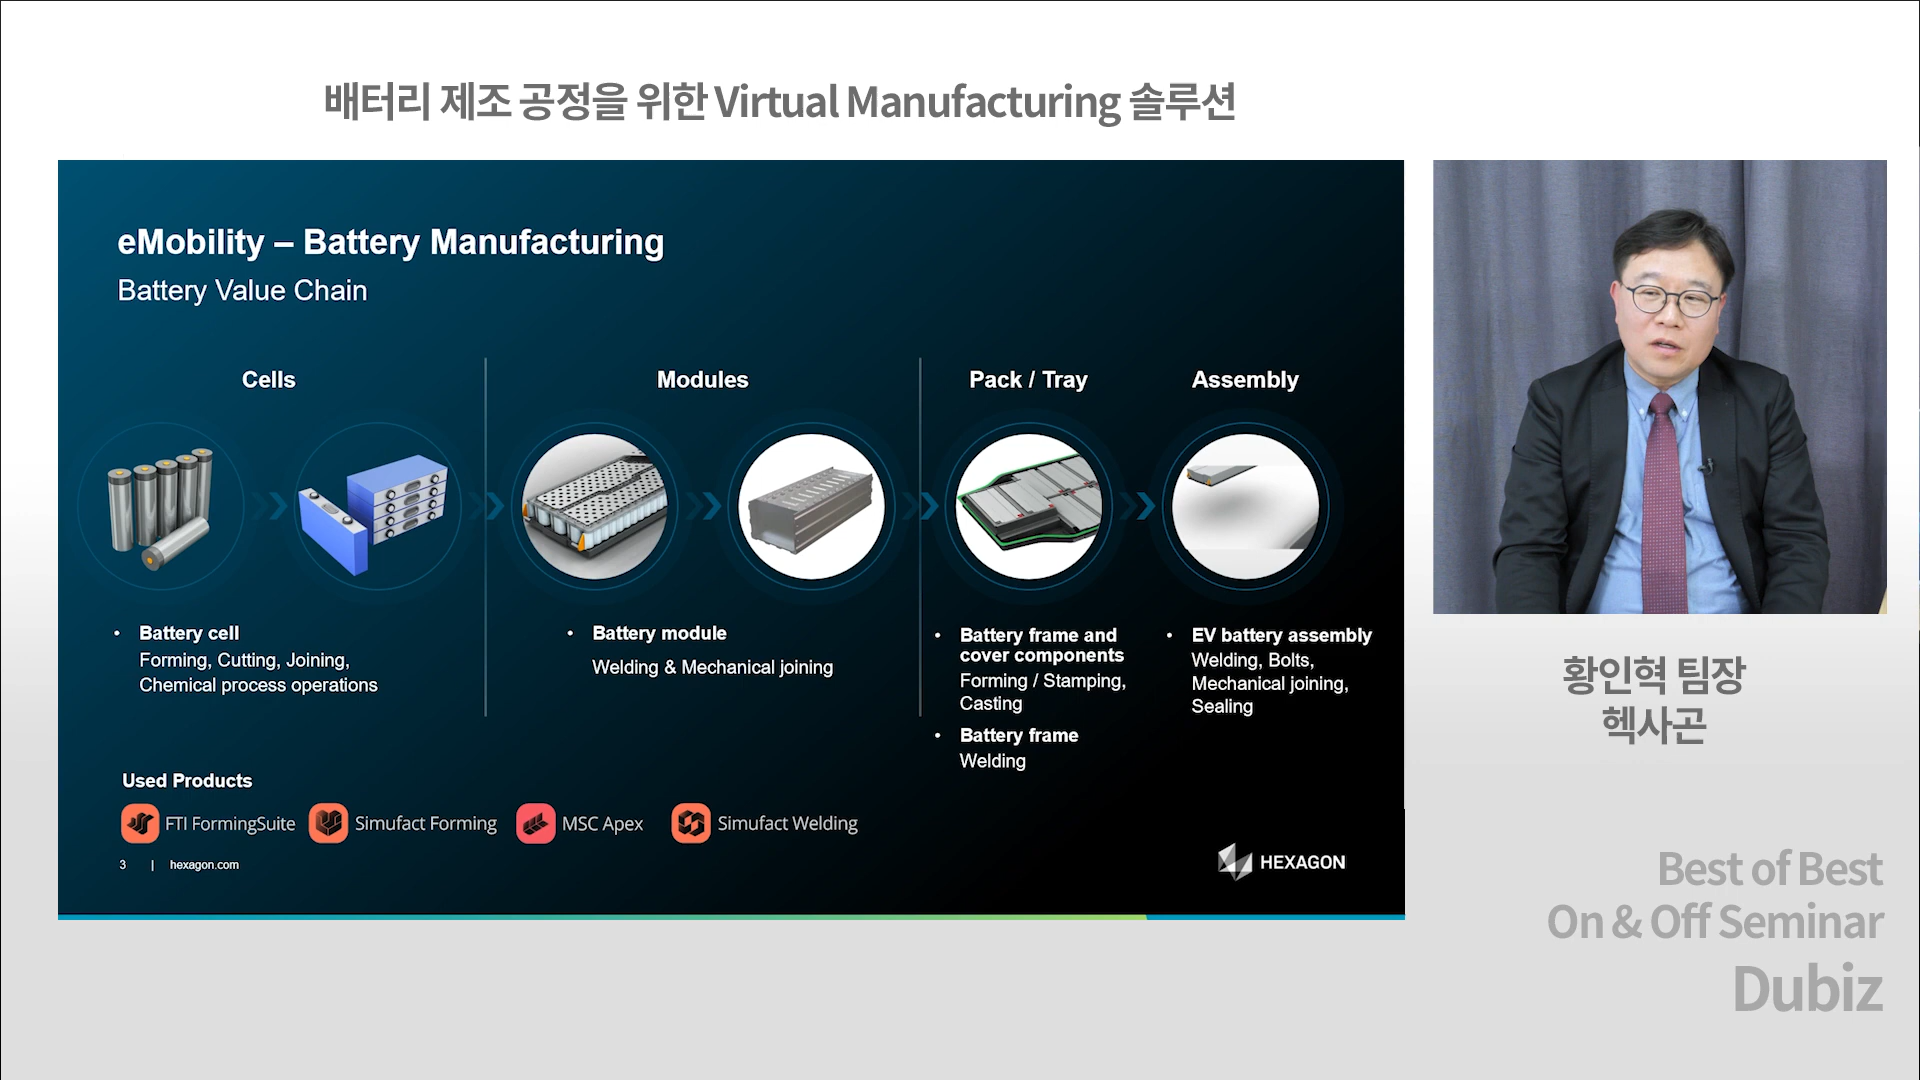 배터리 제조 공정을 위한 Virtual Manufacturing 솔루션
eMobility – Battery Manufacturing
Battery Value Chain
Cells
Modules
Pack / Tray
Assembly
• Battery cell
Forming, Cutting, Joining,
Chemical process operations
• Battery module
Welding & Mechanical joining
• Battery frame and
cover components
Forming / Stamping,
Casting
• Battery frame
Welding
• EV battery assembly
Welding, Bolts,
Mechanical joining,
Sealing
Used Products
FTI FormingSuite
Simufact Forming
MSC Apex
Simufact Welding
3 | hexagon.com
HEXAGON
황인혁 팀장
헥사곤
Best of Best
On & Off Seminar
Dubiz